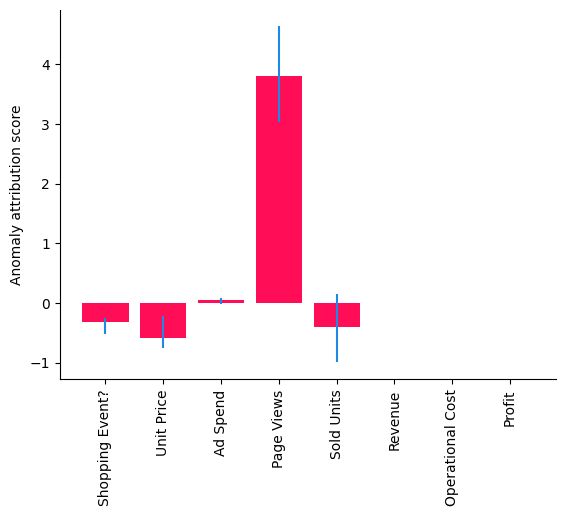 Anomaly attribution score
4
3
2
1
0
−1
Shopping Event?
Unit Price
Ad Spend
Page Views
Sold Units
Revenue
Operational Cost
Profit